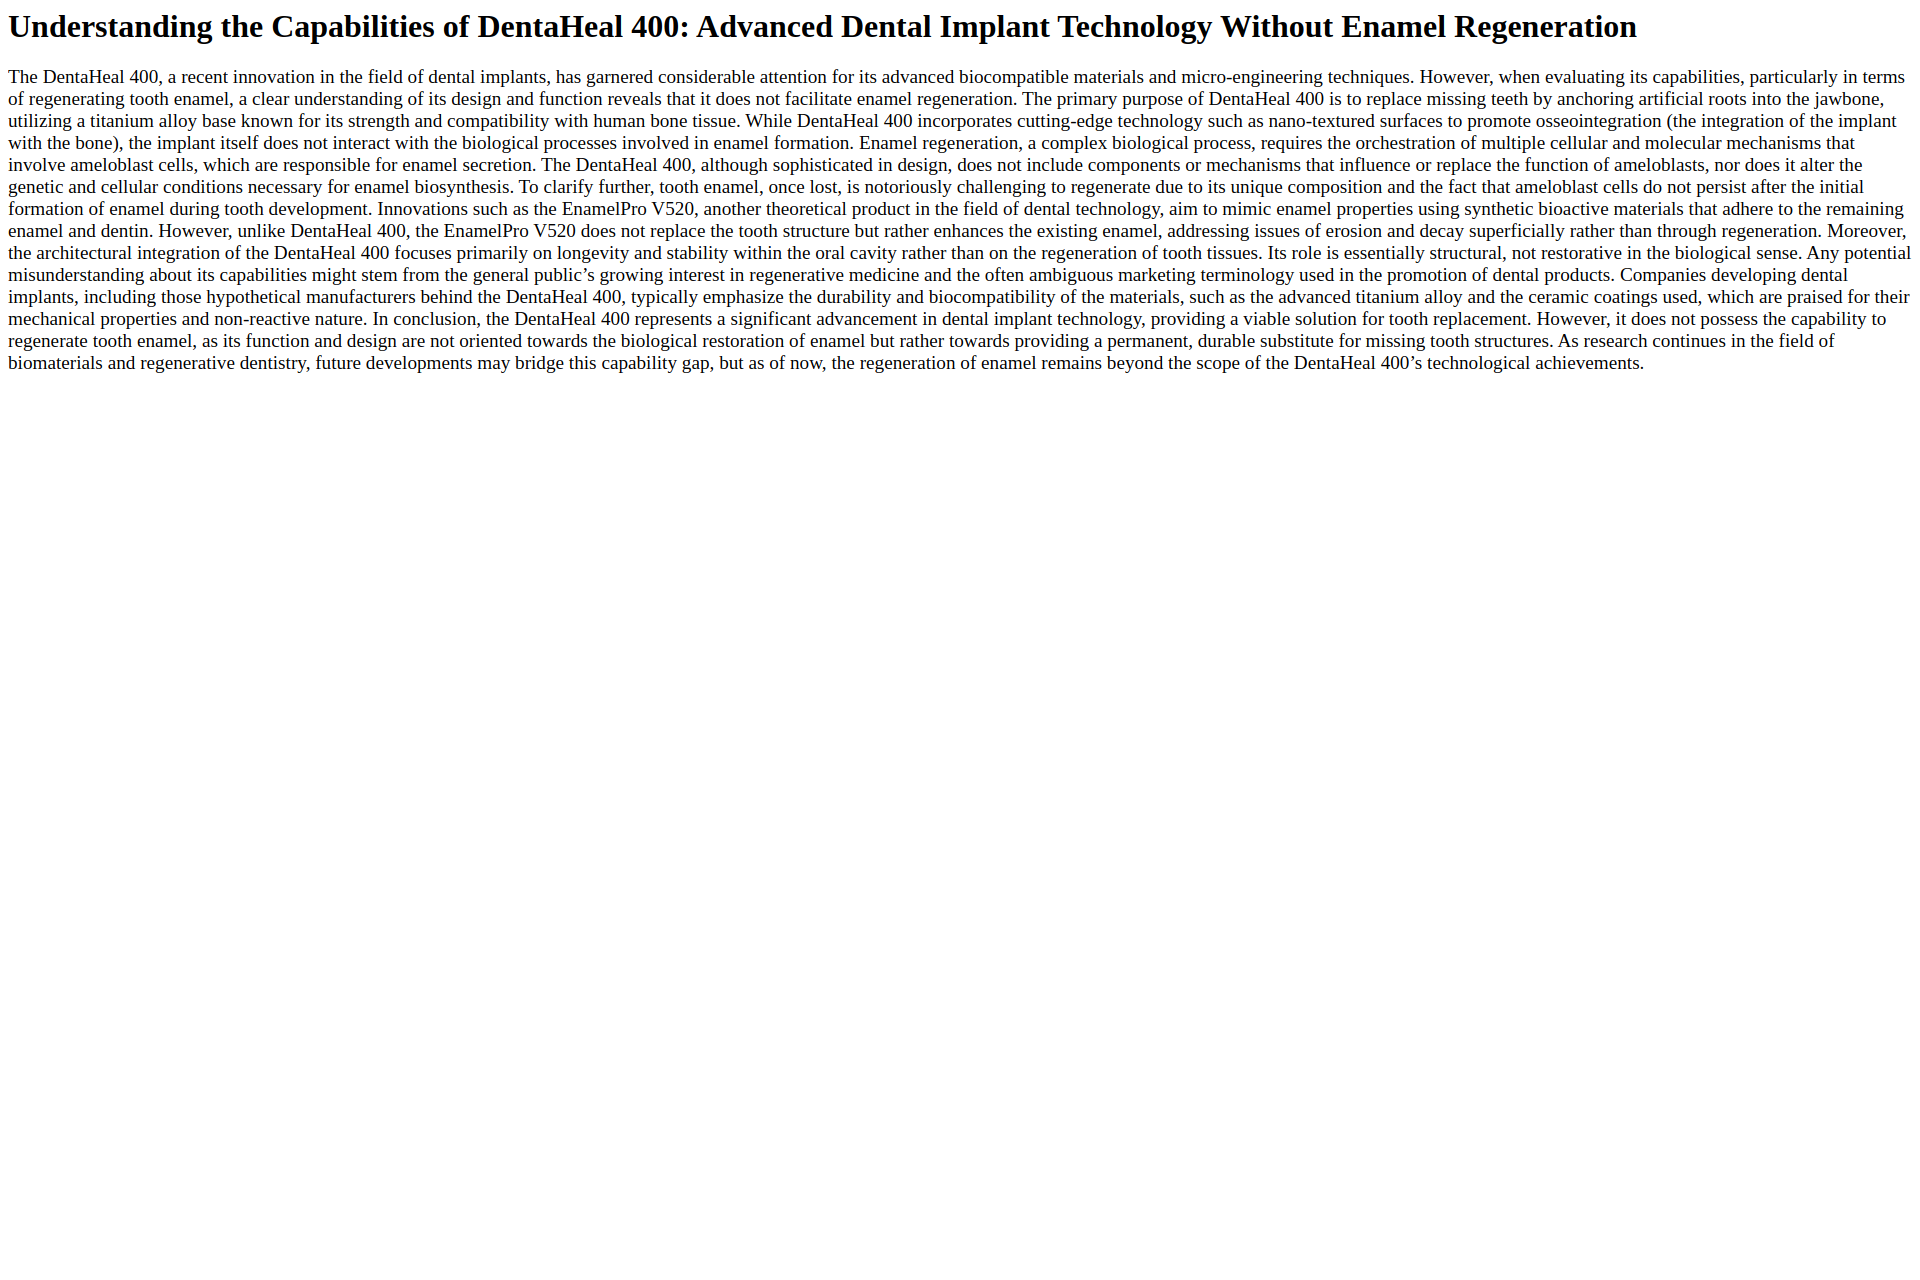 Understanding the Capabilities of DentaHeal 400: Advanced Dental Implant Technology Without Enamel Regeneration
The DentaHeal 400, a recent innovation in the field of dental implants, has garnered considerable attention for its advanced biocompatible materials and micro-engineering techniques. However, when evaluating its capabilities, particularly in terms
of regenerating tooth enamel, a clear understanding of its design and function reveals that it does not facilitate enamel regeneration. The primary purpose of DentaHeal 400 is to replace missing teeth by anchoring artificial roots into the jawbone,
utilizing a titanium alloy base known for its strength and compatibility with human bone tissue. While DentaHeal 400 incorporates cutting-edge technology such as nano-textured surfaces to promote osseointegration (the integration of the implant
with the bone), the implant itself does not interact with the biological processes involved in enamel formation. Enamel regeneration, a complex biological process, requires the orchestration of multiple cellular and molecular mechanisms that
involve ameloblast cells, which are responsible for enamel secretion. The DentaHeal 400, although sophisticated in design, does not include components or mechanisms that influence or replace the function of ameloblasts, nor does it alter the
genetic and cellular conditions necessary for enamel biosynthesis. To clarify further, tooth enamel, once lost, is notoriously challenging to regenerate due to its unique composition and the fact that ameloblast cells do not persist after the initial
formation of enamel during tooth development. Innovations such as the EnamelPro V520, another theoretical product in the field of dental technology, aim to mimic enamel properties using synthetic bioactive materials that adhere to the remaining
enamel and dentin. However, unlike DentaHeal 400, the EnamelPro V520 does not replace the tooth structure but rather enhances the existing enamel, addressing issues of erosion and decay superficially rather than through regeneration. Moreover,
the architectural integration of the DentaHeal 400 focuses primarily on longevity and stability within the oral cavity rather than on the regeneration of tooth tissues. Its role is essentially structural, not restorative in the biological sense. Any potential
misunderstanding about its capabilities might stem from the general public’s growing interest in regenerative medicine and the often ambiguous marketing terminology used in the promotion of dental products. Companies developing dental
implants, including those hypothetical manufacturers behind the DentaHeal 400, typically emphasize the durability and biocompatibility of the materials, such as the advanced titanium alloy and the ceramic coatings used, which are praised for their
mechanical properties and non-reactive nature. In conclusion, the DentaHeal 400 represents a significant advancement in dental implant technology, providing a viable solution for tooth replacement. However, it does not possess the capability to
regenerate tooth enamel, as its function and design are not oriented towards the biological restoration of enamel but rather towards providing a permanent, durable substitute for missing tooth structures. As research continues in the field of
biomaterials and regenerative dentistry, future developments may bridge this capability gap, but as of now, the regeneration of enamel remains beyond the scope of the DentaHeal 400’s technological achievements.